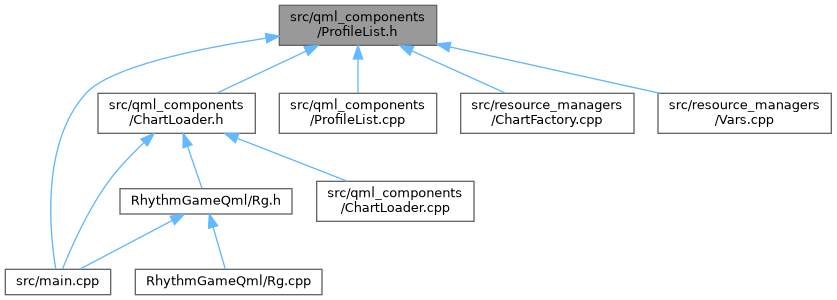 src/qml_components
/ProfileList.h
src/qml_components
/ChartLoader.h
src/qml_components
/ProfileList.cpp
src/resource_managers
/ChartFactory.cpp
src/resource_managers
/Vars.cpp
RhythmGameQml/Rg.h
src/qml_components
/ChartLoader.cpp
src/main.cpp
RhythmGameQml/Rg.cpp